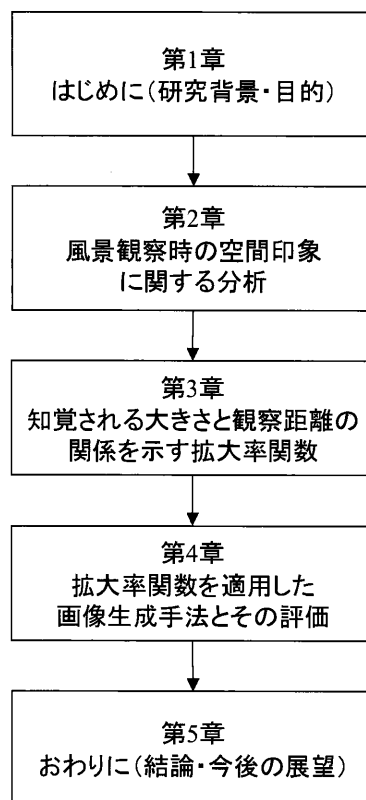 第1章
はじめに(研究背景・目的)
第2章
風景観察時の空間印象
に関する分析
第3章
知覚される大きさと観察距離の
関係を示す拡大率関数
第4章
拡大率関数を適用した
画像生成手法とその評価
第5章
おわりに(結論・今後の展望)